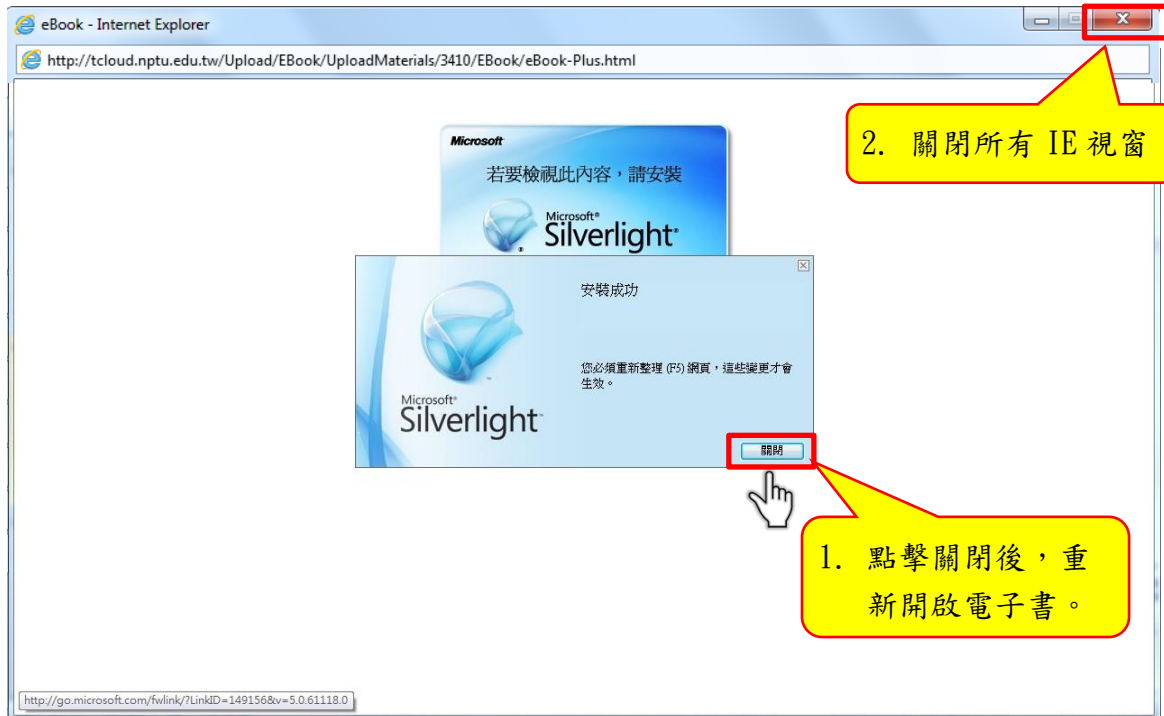 eBook - Internet Explorer
http://tcloud.nptu.edu.tw/Upload/EBook/UploadMaterials/3410/EBook/eBook-Plus.html
2. 關閉所有 IE 視窗
Microsoft
若要檢視此內容，請安裝
Microsoft®
Silverlight®
安裝成功
您必須重新整理 (F5) 網頁，這些變更才會
生效。
Microsoft®
Silverlight™
關閉
1. 點擊關閉後，重
新開啟電子書。
http://go.microsoft.com/fwlink/?LinkID=149156&v=5.0.61118.0